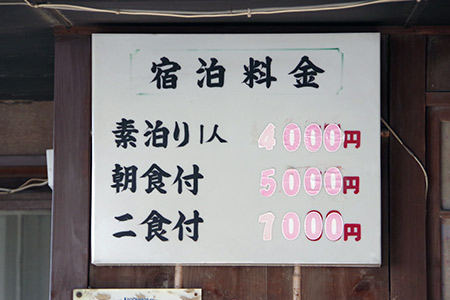 宿泊料金
素泊り1人 4000円
朝食付 5000円
二食付 7000円